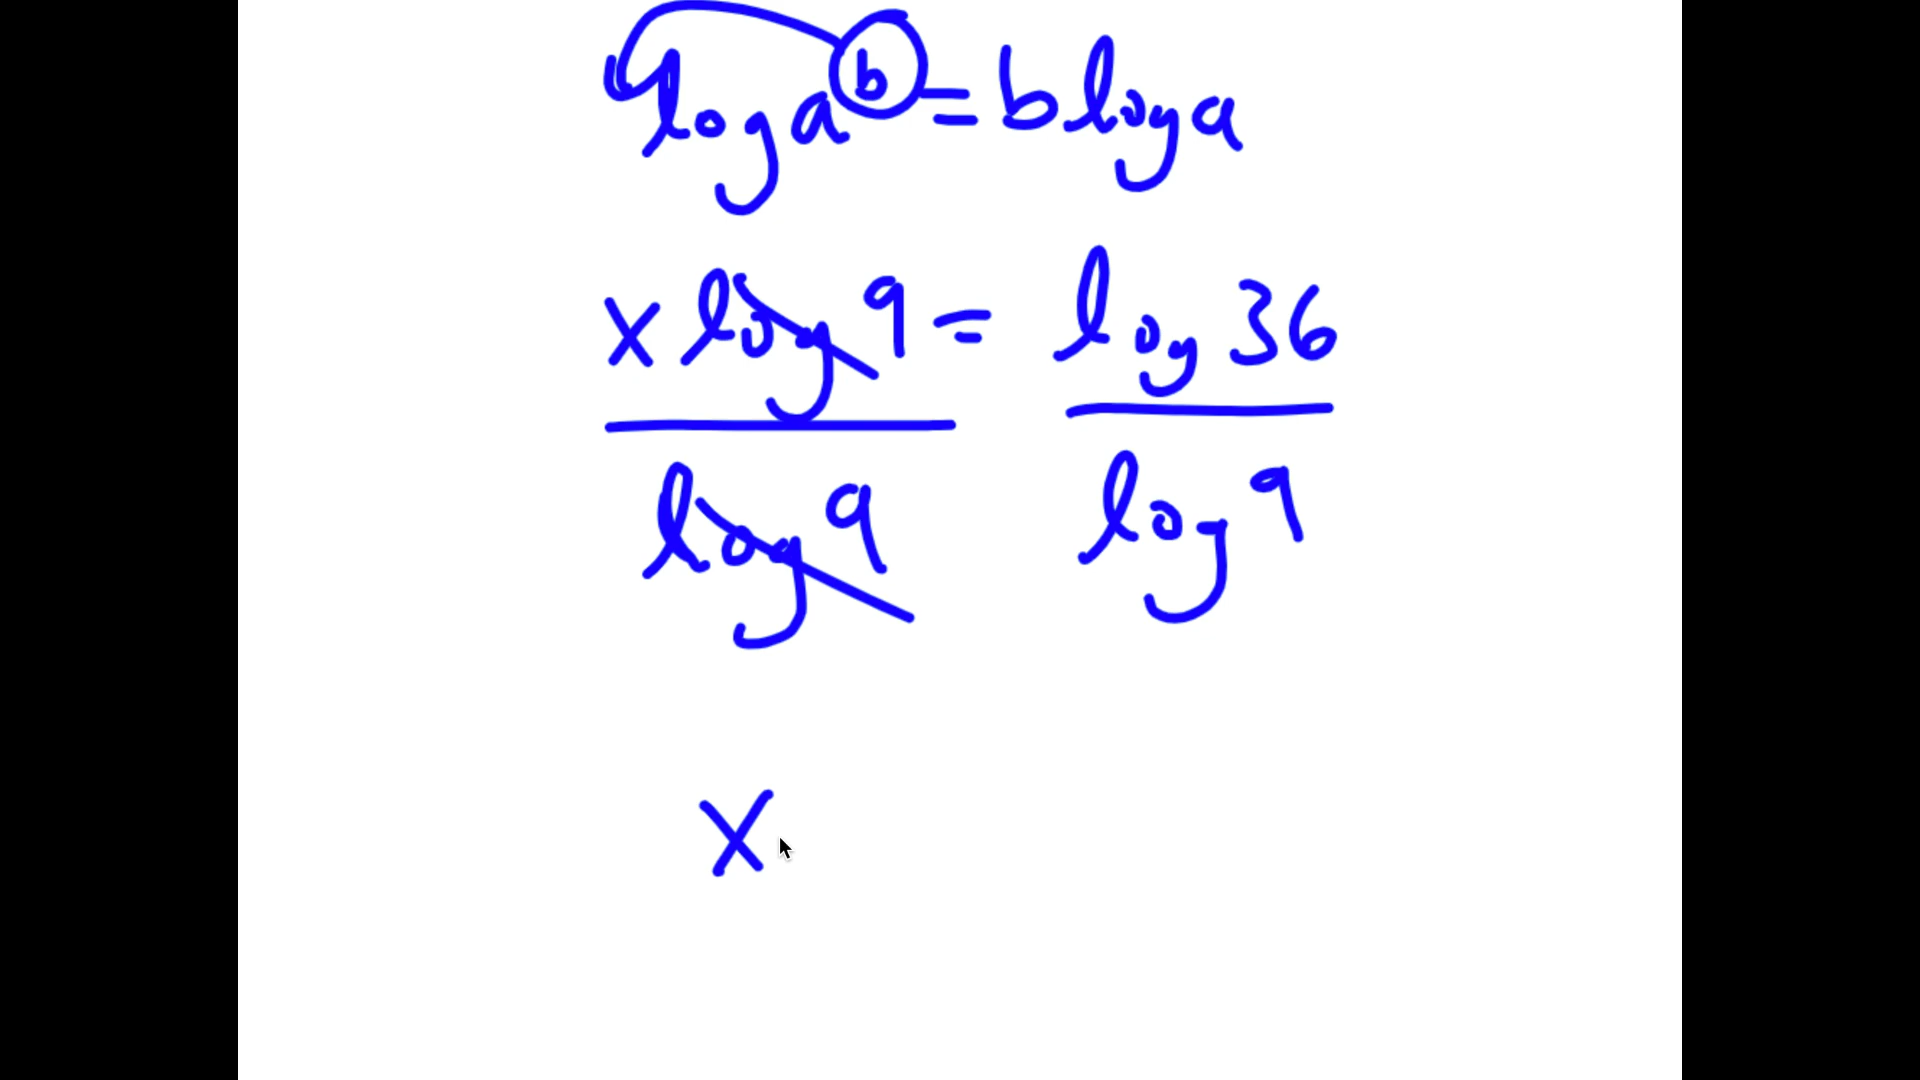 log a^b = b log a
x log 9 = log 36
log 9 log 9
x